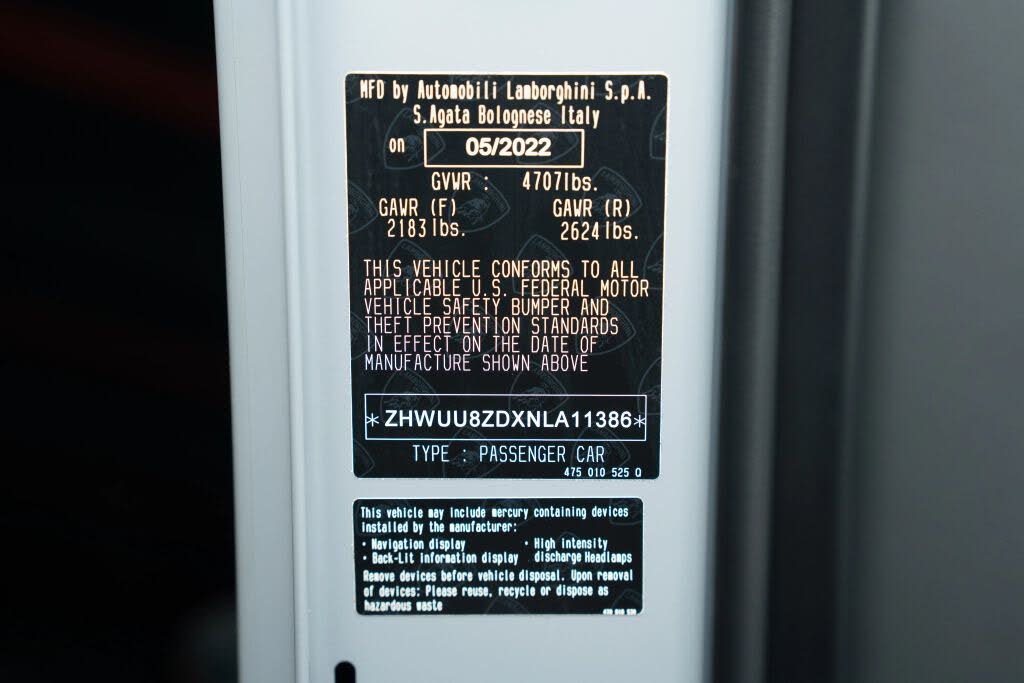 MFD by Automobili Lamborghini S.p.A.
S.Agata Bolognese Italy
on 05/2022
GVWR : 4707lbs.
GAWR (F) GAWR (R)
2183lbs. 2624lbs.
THIS VEHICLE CONFORMS TO ALL
APPLICABLE U.S. FEDERAL MOTOR
VEHICLE SAFETY BUMPER AND
THEFT PREVENTION STANDARDS
IN EFFECT ON THE DATE OF
MANUFACTURE SHOWN ABOVE
*ZHWUU8ZDXNLA11386*
TYPE : PASSENGER CAR
475 010 525 Q
This vehicle may include mercury containing devices
installed by the manufacturer:
· Navigation display · High intensity
· Back-Lit information display discharge Headlamps
Remove devices before vehicle disposal. Upon removal
of devices: Please reuse, recycle or dispose as
hazardous waste